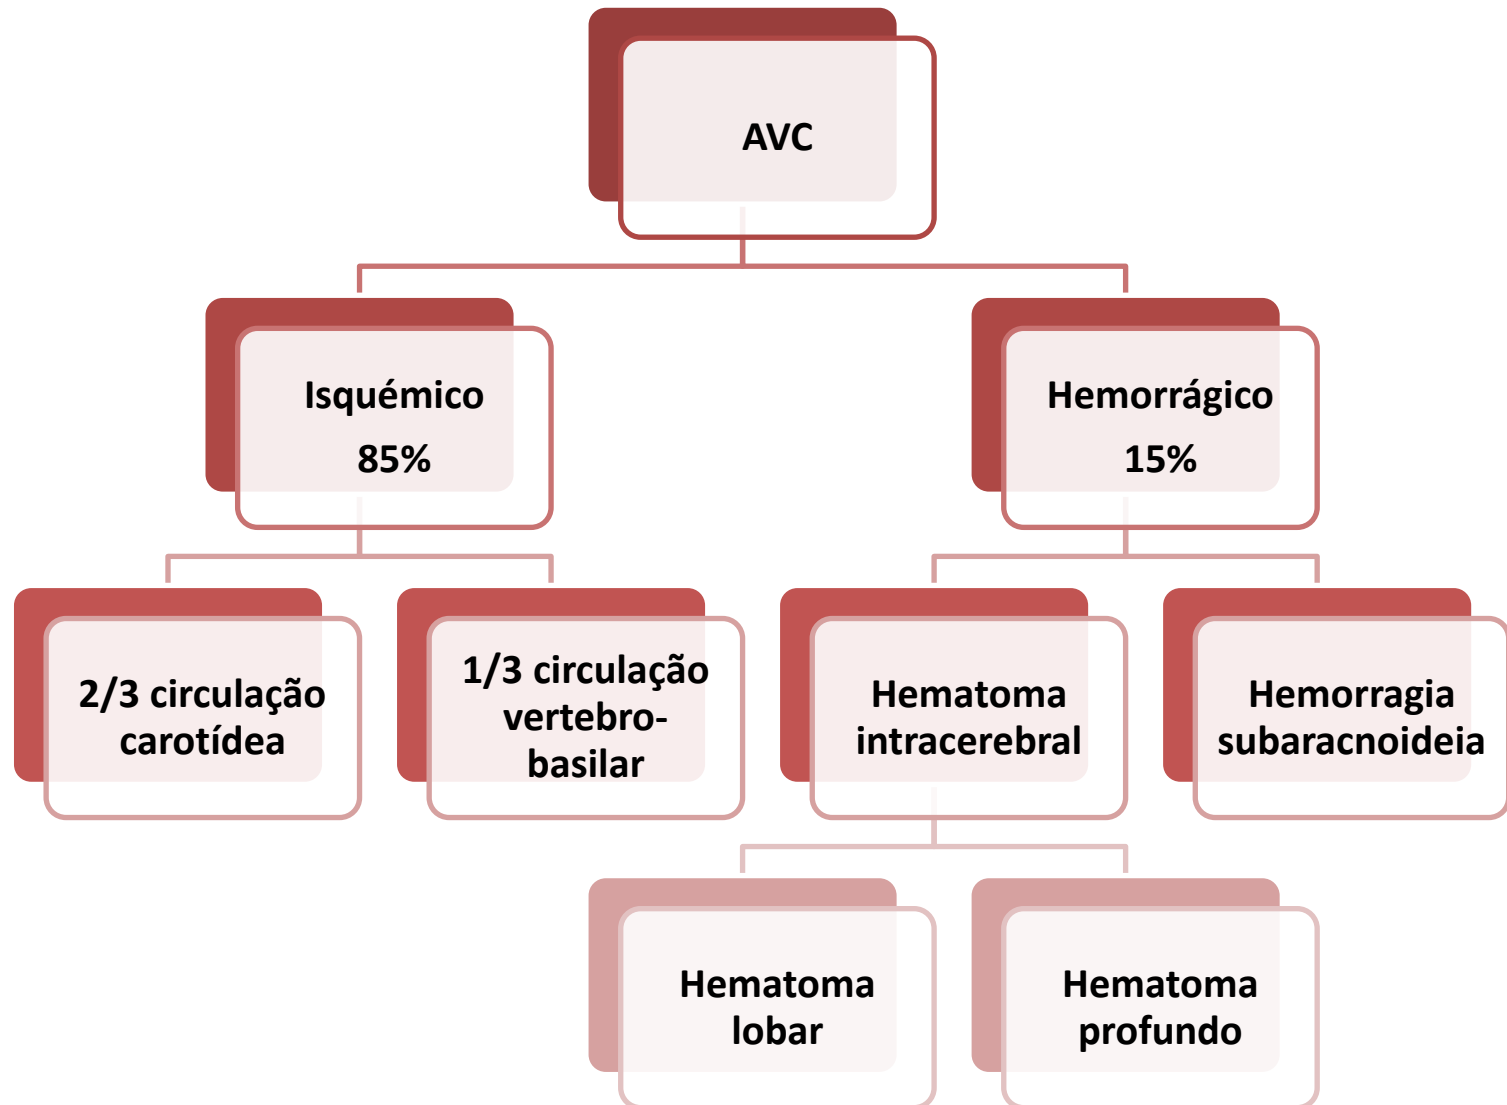 AVC
Isquémico
85%
Hemorrágico
15%
2/3 circulação
carotídea
1/3 circulação
vertebro-
basilar
Hematoma
intracerebral
Hemorragia
subaracnoideia
Hematoma
lobar
Hematoma
profundo